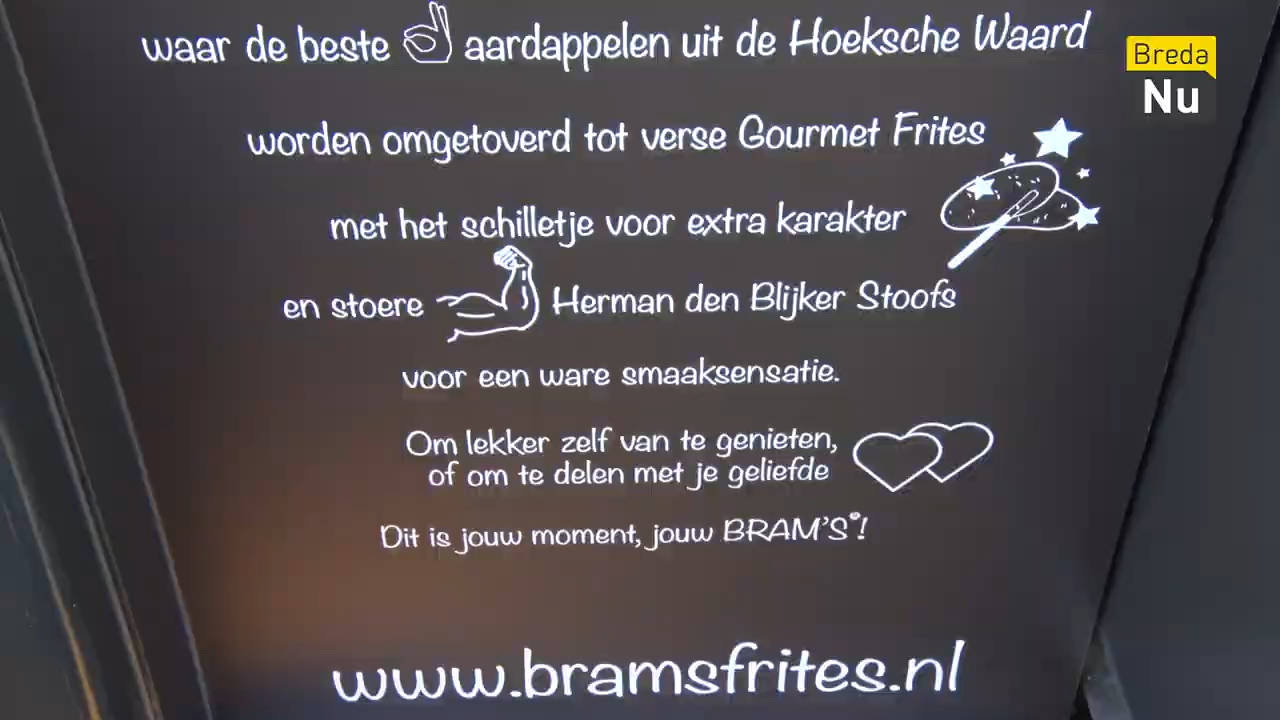 waar de beste aardappelen uit de Hoeksche Waard
Breda
Nu
worden omgetoverd tot verse Gourmet Frites
met het schilletje voor extra karakter
en stoere Herman den Blijker Stoofs
voor een ware smaaksensatie.
Om lekker zelf van te genieten,
of om te delen met je geliefde
Dit is jouw moment, jouw BRAM'S®!
www.bramsfrites.nl